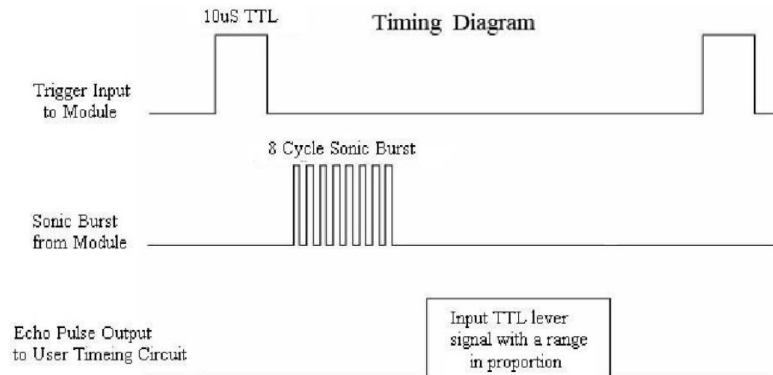 10uS TTL
Timing Diagram
Trigger Input
to Module
8 Cycle Sonic Burst
Sonic Burst
from Module
Echo Pulse Output
to User Timeing Circuit
Input TTL lever
signal with a range
in proportion